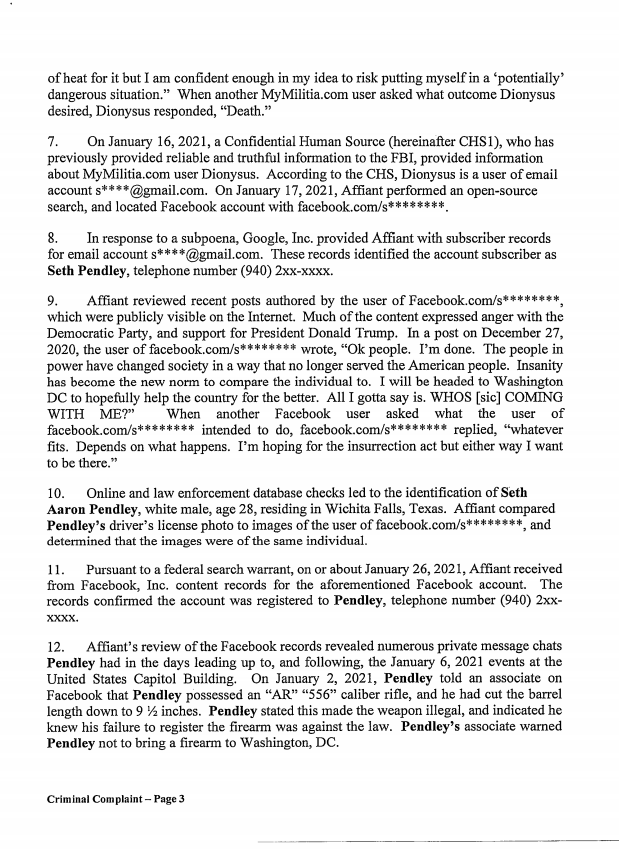 of heat for it but I am confident enough in my idea to risk putting myself in a ‘potentially’
dangerous situation.” When another MyMilitia.com user asked what outcome Dionysus
desired, Dionysus responded, “Death.”
7. On January 16, 2021, a Confidential Human Source (hereinafter CHS1), who has
previously provided reliable and truthful information to the FBI, provided information
about MyMilitia.com user Dionysus. According to the CHS, Dionysus is a user of email
account s****@gmail.com. On January 17, 2021, Affiant performed an open-source
search, and located Facebook account with facebook.com/s********.
8. In response to a subpoena, Google, Inc. provided Affiant with subscriber records
for email account s****@gmail.com. These records identified the account subscriber as
Seth Pendley, telephone number (940) 2xx-xxxx.
9. Affiant reviewed recent posts authored by the user of Facebook.com/s********,
which were publicly visible on the Internet. Much of the content expressed anger with the
Democratic Party, and support for President Donald Trump. In a post on December 27,
2020, the user of facebook.com/s******** wrote, “Ok people. I’m done. The people in
power have changed society in a way that no longer served the American people. Insanity
has become the new norm to compare the individual to. I will be headed to Washington
DC to hopefully help the country for the better. All I gotta say is. WHOS [sic] COMING
WITH ME?” When another Facebook user asked what the user of
facebook.com/s******** intended to do, facebook.com/s******** replied, “whatever
fits. Depends on what happens. I’m hoping for the insurrection act but either way I want
to be there.”
10. Online and law enforcement database checks led to the identification of Seth
Aaron Pendley, white male, age 28, residing in Wichita Falls, Texas. Affiant compared
Pendley’s driver’s license photo to images of the user of facebook.com/s********, and
determined that the images were of the same individual.
11. Pursuant to a federal search warrant, on or about January 26, 2021, Affiant received
from Facebook, Inc. content records for the aforementioned Facebook account. The
records confirmed the account was registered to Pendley, telephone number (940) 2xx-
xxxx.
12. Affiant’s review of the Facebook records revealed numerous private message chats
Pendley had in the days leading up to, and following, the January 6, 2021 events at the
United States Capitol Building. On January 2, 2021, Pendley told an associate on
Facebook that Pendley possessed an “AR” “556” caliber rifle, and he had cut the barrel
length down to 9 ½ inches. Pendley stated this made the weapon illegal, and indicated he
knew his failure to register the firearm was against the law. Pendley’s associate warned
Pendley not to bring a firearm to Washington, DC.
Criminal Complaint – Page 3